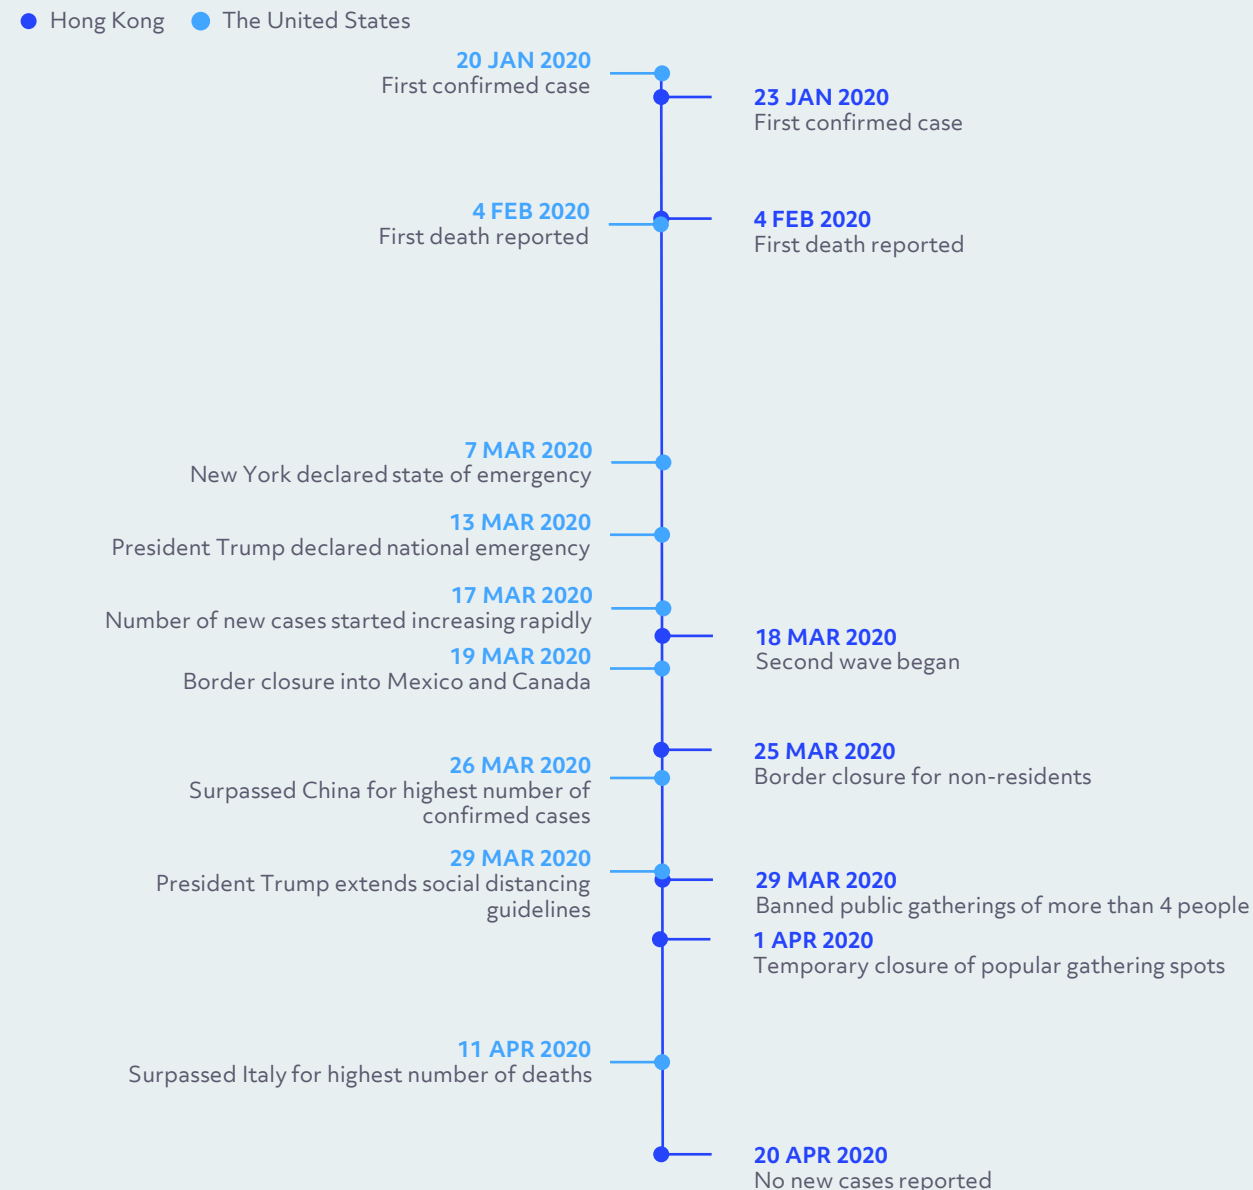 Hong Kong
The United States
20 JAN 2020
First confirmed case
23 JAN 2020
First confirmed case
4 FEB 2020
First death reported
4 FEB 2020
First death reported
7 MAR 2020
New York declared state of emergency
13 MAR 2020
President Trump declared national emergency
17 MAR 2020
Number of new cases started increasing rapidly
18 MAR 2020
Second wave began
19 MAR 2020
Border closure into Mexico and Canada
25 MAR 2020
Border closure for non-residents
26 MAR 2020
Surpassed China for highest number of
confirmed cases
29 MAR 2020
President Trump extends social distancing
guidelines
29 MAR 2020
Banned public gatherings of more than 4 people
1 APR 2020
Temporary closure of popular gathering spots
11 APR 2020
Surpassed Italy for highest number of deaths
20 APR 2020
No new cases reported